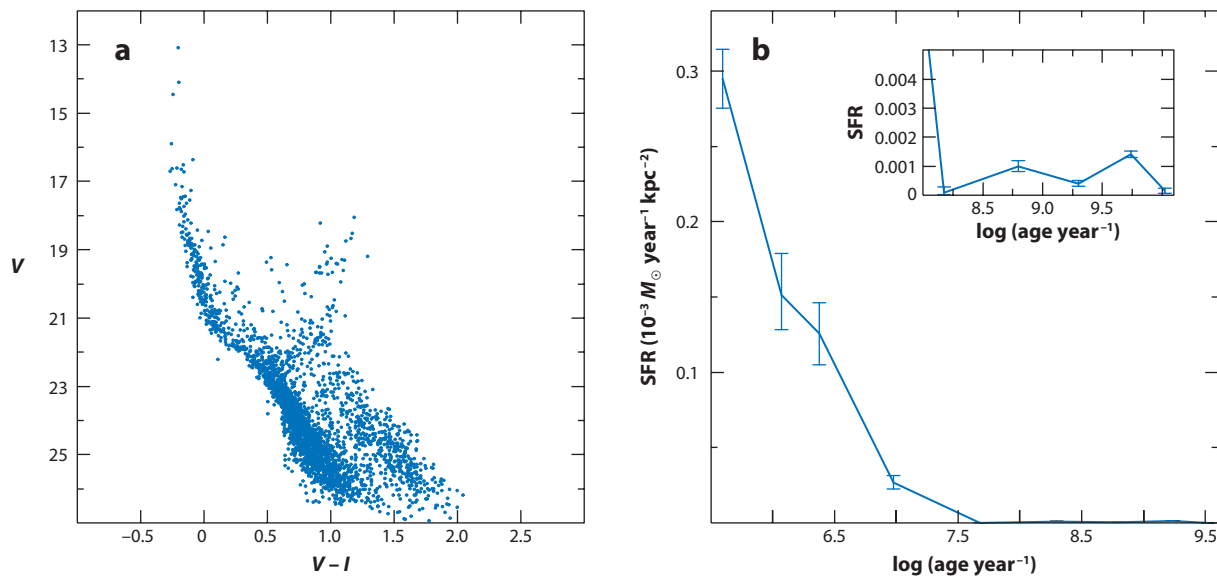 a
13
15
17
19
21
23
25
V
−0.5 0 0.5 1.0 1.5 2.0 2.5
V – I
b
0.3
0.2
0.1
SFR (10⁻³ M☉ year⁻¹ kpc⁻²)
6.5 7.5 8.5 9.5
log (age year⁻¹)
0.004
0.003
0.002
0.001
0
SFR
8.5 9.0 9.5
log (age year⁻¹)